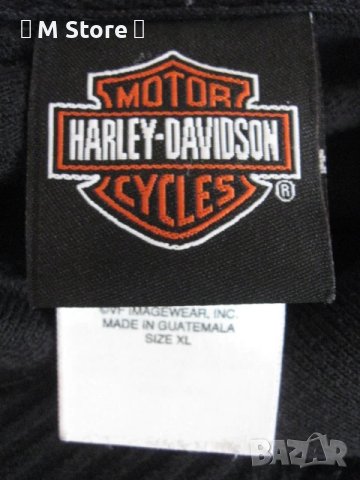 M Store
MOTOR
HARLEY-DAVIDSON
CYCLES
®
©VF IMAGEWEAR, INC.
MADE IN GUATEMALA
SIZE XL
BAZAR